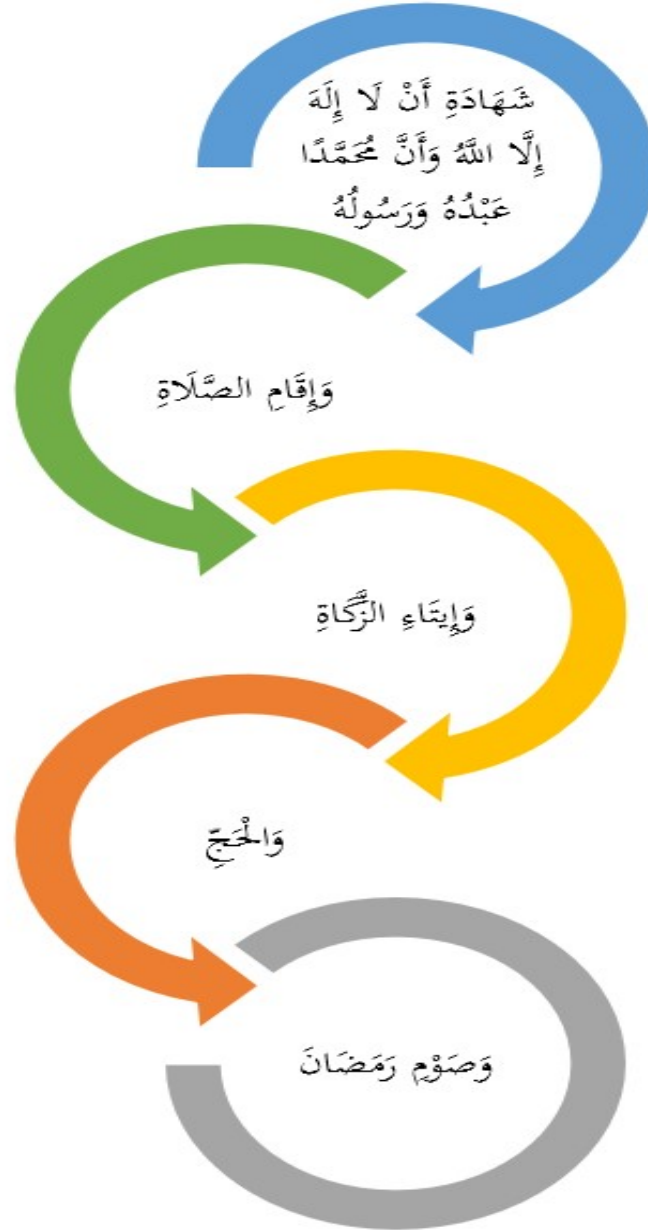 شَهَادَةِ أَنْ لَا إِلَهَ
إِلَّا اللَّهُ وَأَنَّ مُحَمَّدًا
عَبْدُهُ وَرَسُولُهُ
وَإِقَامِ الصَّلَاةِ
وَإِيتَاءِ الزَّكَاةِ
وَالْحَجِّ
وَصَوْمِ رَمَضَانَ